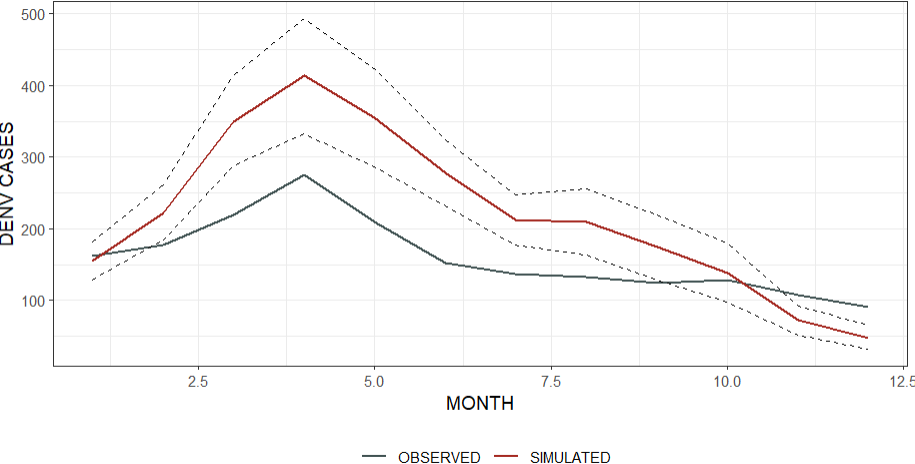 500
400
300
200
100
DENV CASES
2.5 5.0 7.5 10.0 12.5
MONTH
OBSERVED SIMULATED